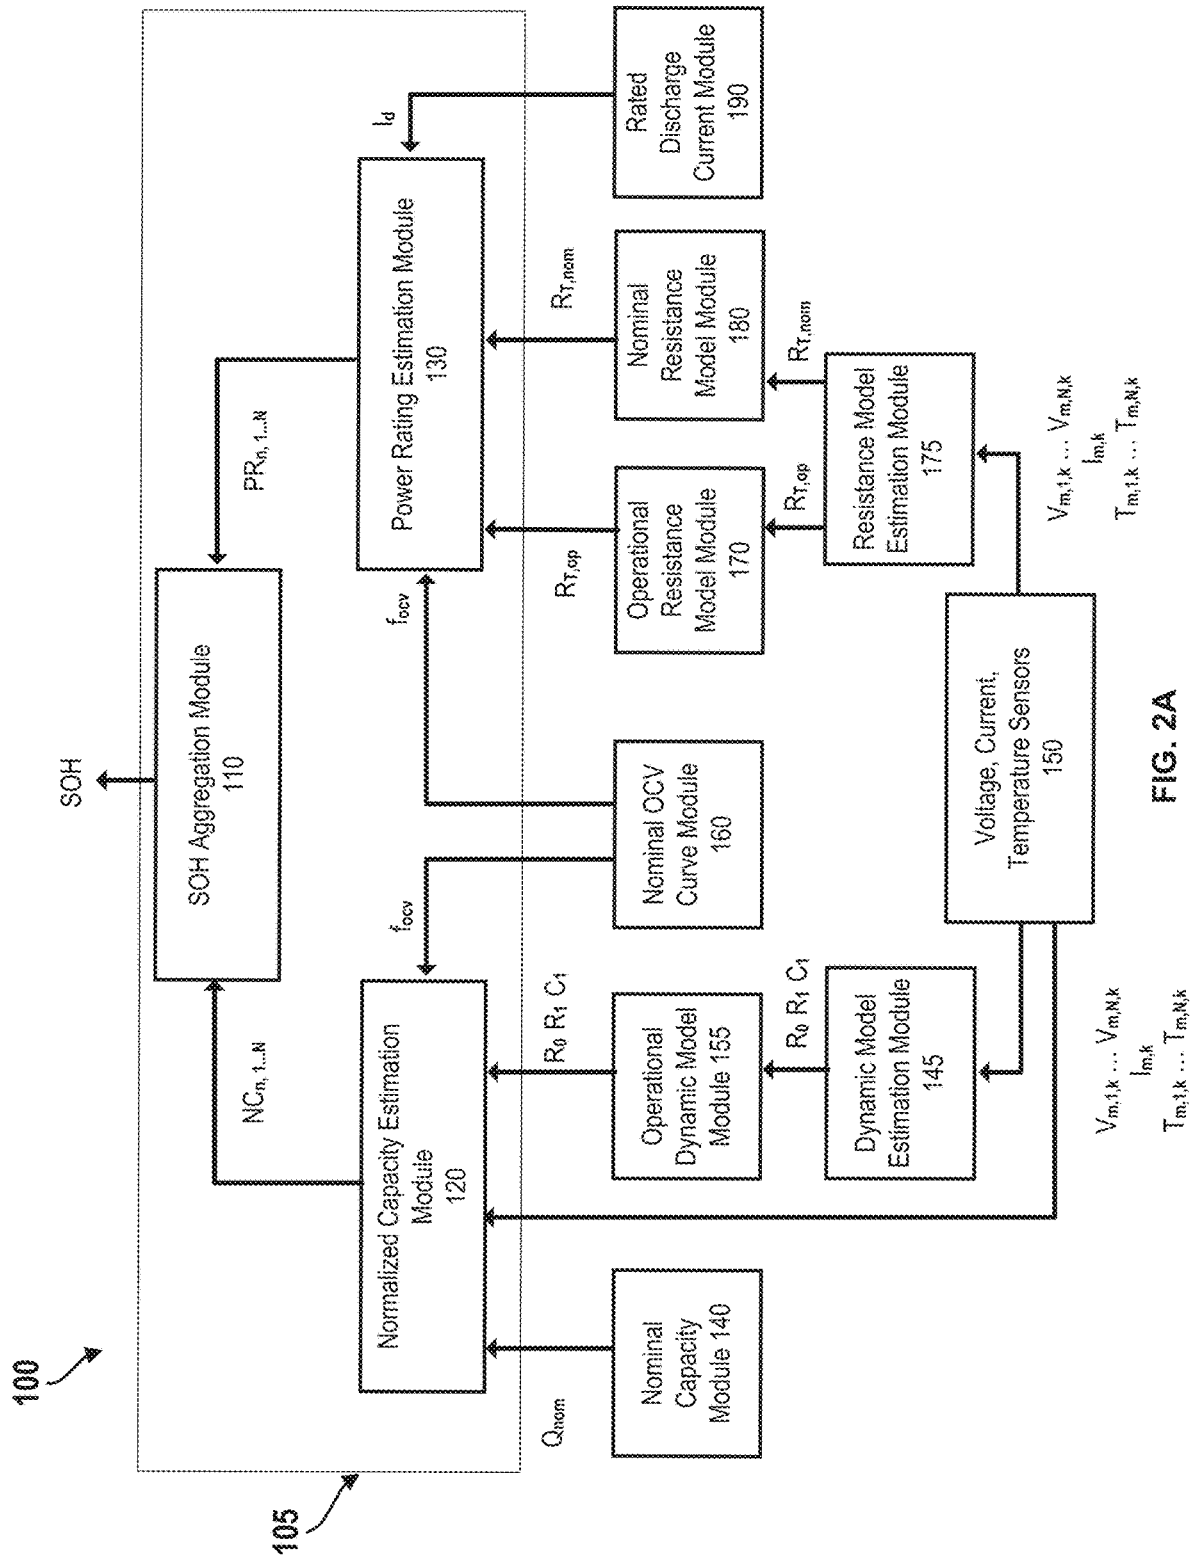 100
105
SOH
SOH Aggregation Module
110
NCn, 1...N
PRn, 1...N
Normalized Capacity Estimation
Module
120
focv
focv
Power Rating Estimation Module
130
Id
Qnom
R0 R1 C1
RT,op
RT,nom
Nominal
Capacity
Module 140
Operational
Dynamic Model
Module 155
Nominal OCV
Curve Module
160
Operational
Resistance
Model Module
170
Nominal
Resistance
Model Module
180
Rated
Discharge
Current Module
190
R0 R1 C1
RT,op
RT,nom
Dynamic Model
Estimation Module
145
Resistance Model
Estimation Module
175
Voltage, Current,
Temperature Sensors
150
Vm,1,k ... Vm,N,k
Im,k
Tm,1,k ... Tm,N,k
Vm,1,k ... Vm,N,k
Im,k
Tm,1,k ... Tm,N,k
FIG. 2A